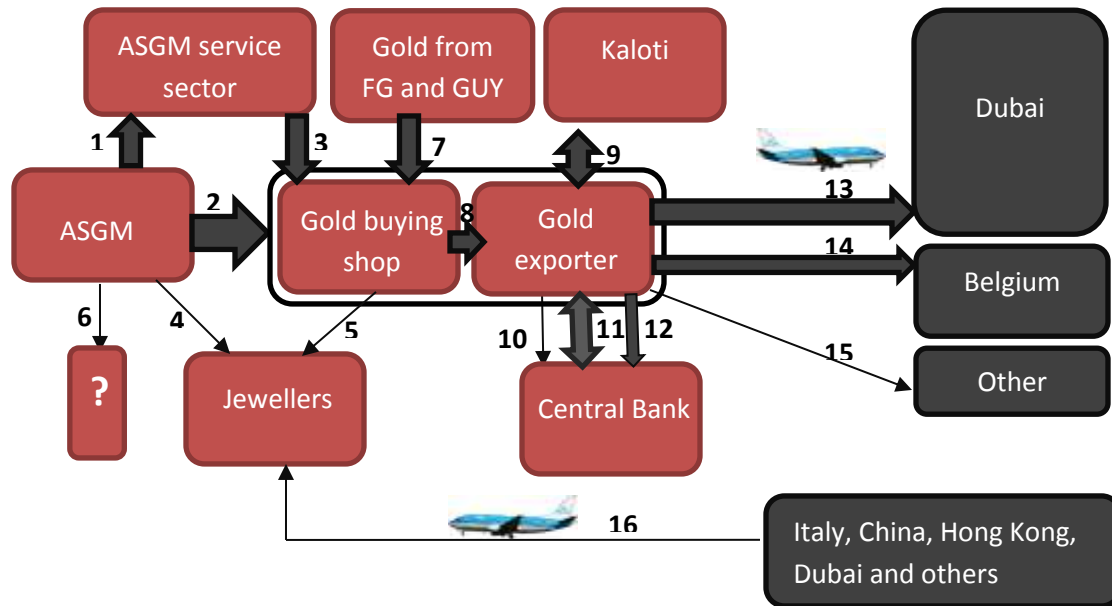 ASGM service
sector
Gold from
FG and GUY
Kaloti
Dubai
1
3
7
9
13
2
ASGM
Gold buying
shop
8
Gold
exporter
14
Belgium
6
4
5
10
11
12
15
?
Jewellers
Central Bank
Other
16
Italy, China, Hong Kong,
Dubai and others